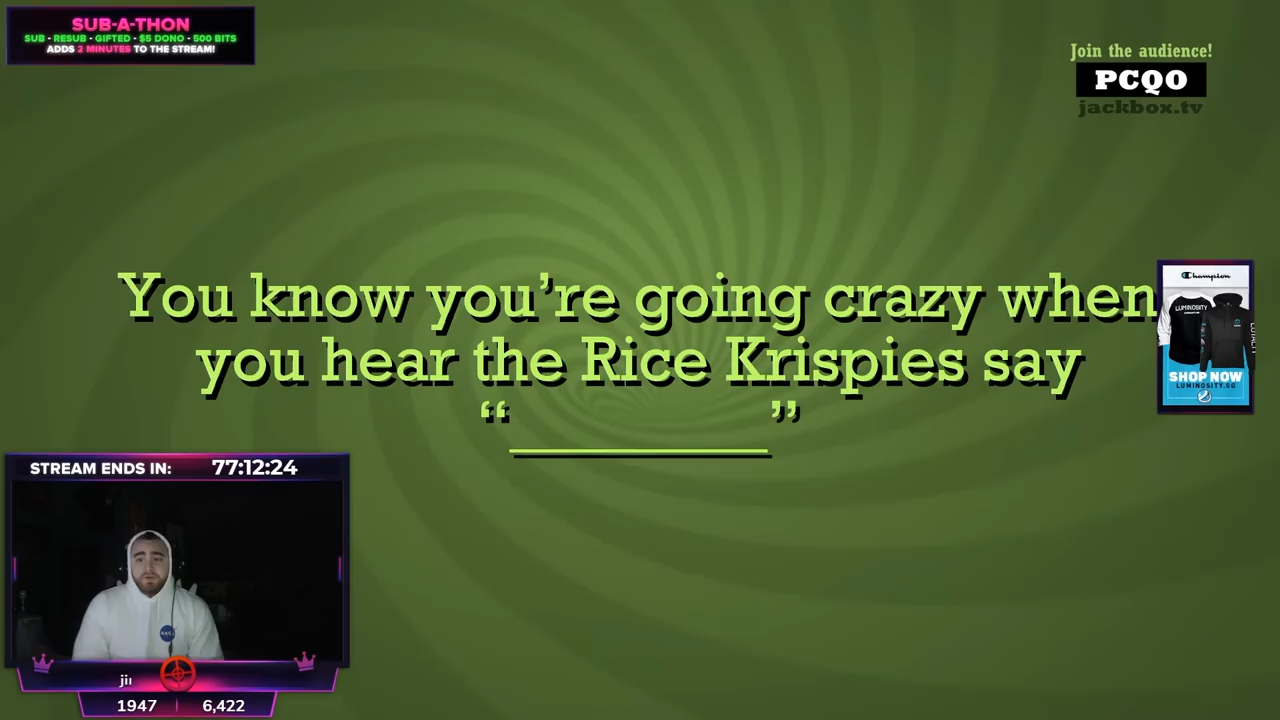 SUB-A-THON
SUB - RESUB - GIFTED - $5 DONO - 500 BITS
ADDS 2 MINUTES TO THE STREAM!
Join the audience!
PCQO
jackbox.tv
You know you're going crazy when
you hear the Rice Krispies say
“________”
Champion
LUMINOSITY
SHOP NOW
LUMINOSITY.GG
STREAM ENDS IN: 77:12:24
1947 | 6,422